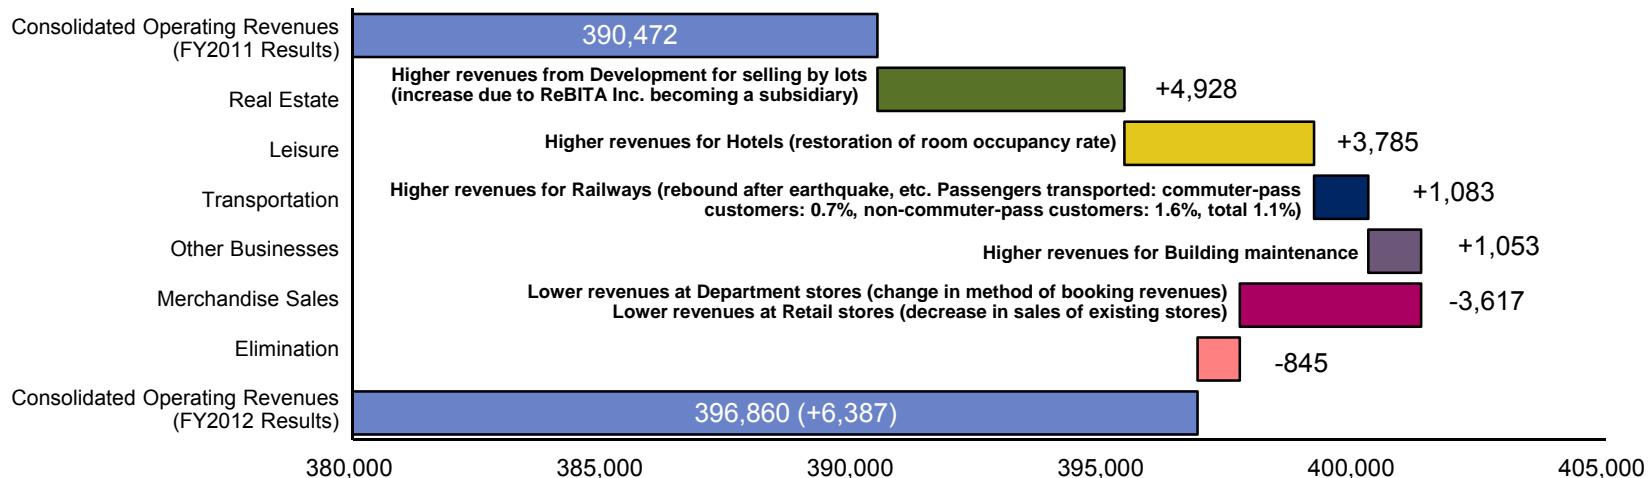 Consolidated Operating Revenues
(FY2011 Results)
390,472
Real Estate
Higher revenues from Development for selling by lots
(increase due to ReBITA Inc. becoming a subsidiary)
+4,928
Leisure
Higher revenues for Hotels (restoration of room occupancy rate)
+3,785
Transportation
Higher revenues for Railways (rebound after earthquake, etc. Passengers transported: commuter-pass
customers: 0.7%, non-commuter-pass customers: 1.6%, total 1.1%)
+1,083
Other Businesses
Higher revenues for Building maintenance
+1,053
Merchandise Sales
Lower revenues at Department stores (change in method of booking revenues)
Lower revenues at Retail stores (decrease in sales of existing stores)
-3,617
Elimination
-845
Consolidated Operating Revenues
(FY2012 Results)
396,860 (+6,387)
380,000 385,000 390,000 395,000 400,000 405,000